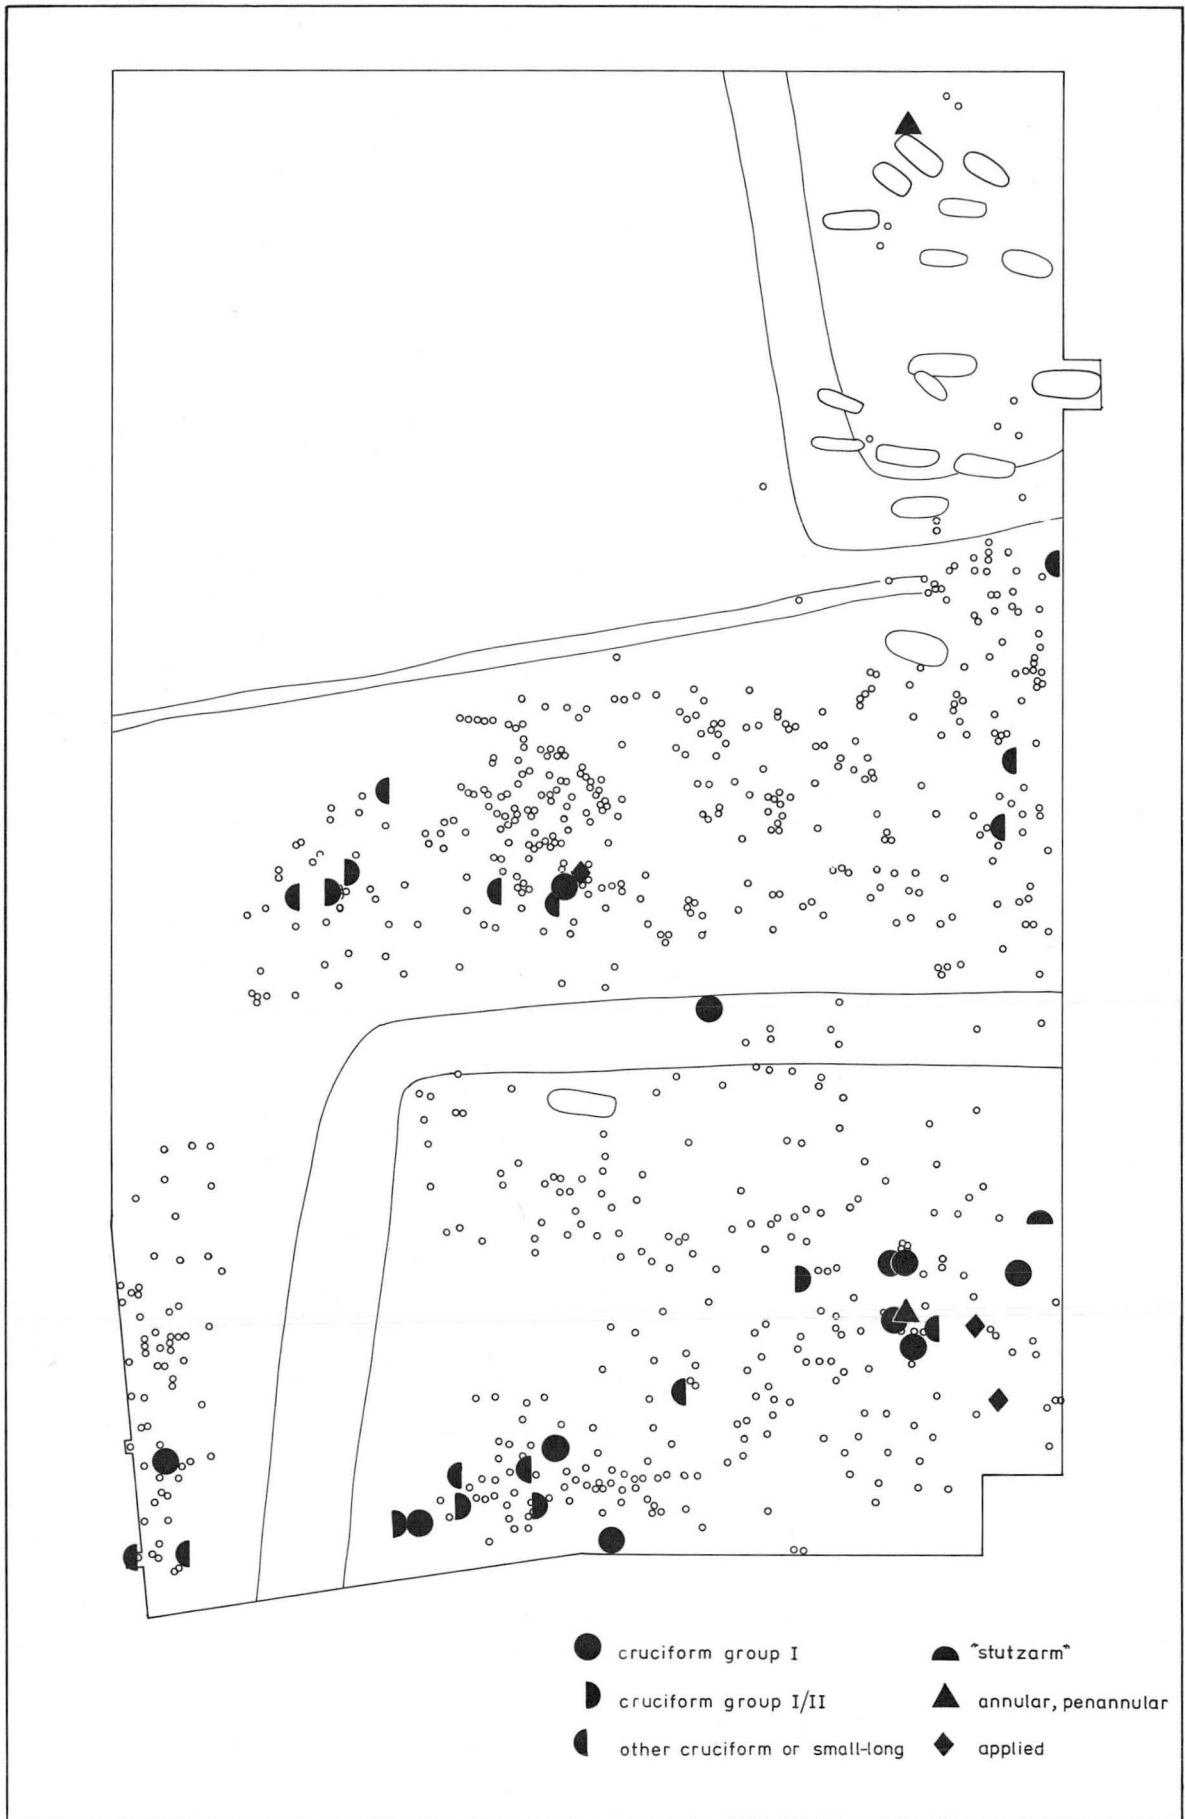 cruciform group I
cruciform group I/II
other cruciform or small-long
"stutzarm"
annular, penannular
applied